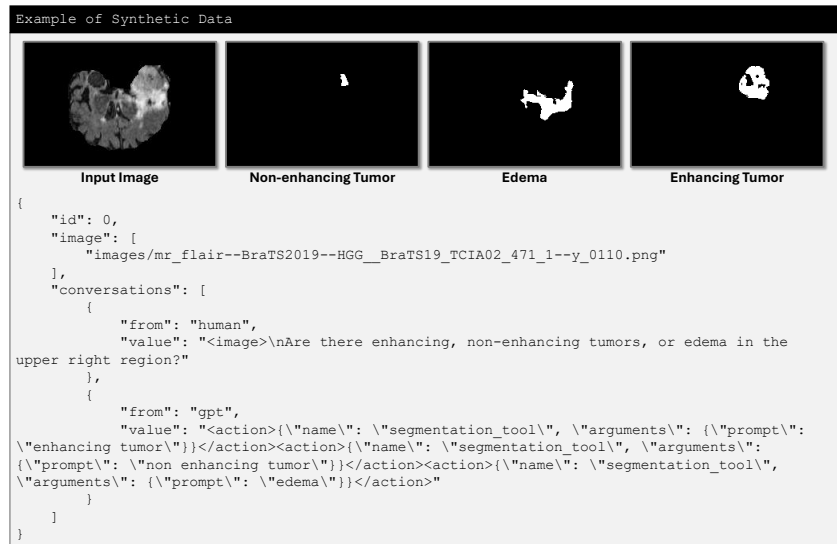 Example of Synthetic Data
Input Image
Non-enhancing Tumor
Edema
Enhancing Tumor
{
    "id": 0,
    "image": [
        "images/mr_flair--BraTS2019--HGG__BraTS19_TCIA02_471_1--y_0110.png"
    ],
    "conversations": [
        {
            "from": "human",
            "value": "<image>\nAre there enhancing, non-enhancing tumors, or edema in the
upper right region?"
        },
        {
            "from": "gpt",
            "value": "<action>{\"name\": \"segmentation_tool\", \"arguments\": {\"prompt\":
\"enhancing tumor\"}}</action><action>{\"name\": \"segmentation_tool\", \"arguments\":
{\"prompt\": \"non enhancing tumor\"}}</action><action>{\"name\": \"segmentation_tool\",
\"arguments\": {\"prompt\": \"edema\"}}</action>"
        }
    ]
}